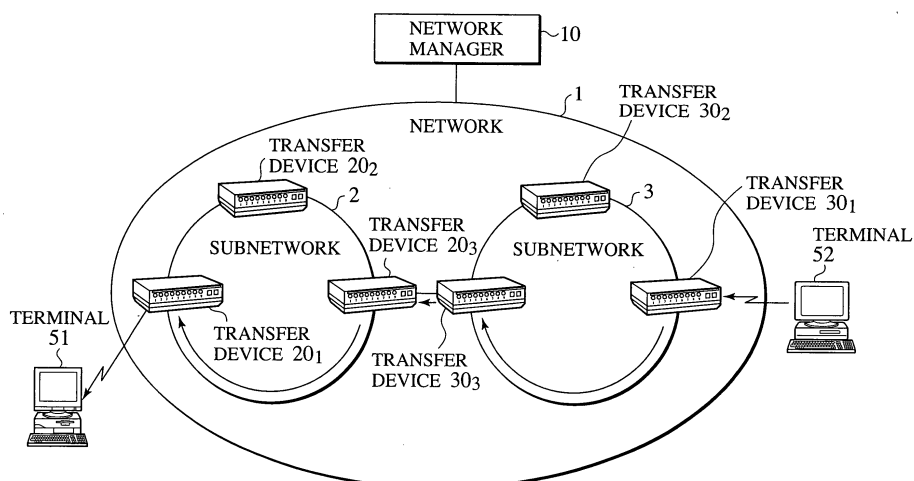 NETWORK
MANAGER
10
1
NETWORK
TRANSFER
DEVICE 30₂
TRANSFER
DEVICE 20₂
2
3
TRANSFER
DEVICE 30₁
SUBNETWORK
TRANSFER
DEVICE 20₃
SUBNETWORK
TERMINAL
52
TERMINAL
51
TRANSFER
DEVICE 20₁
TRANSFER
DEVICE 30₃